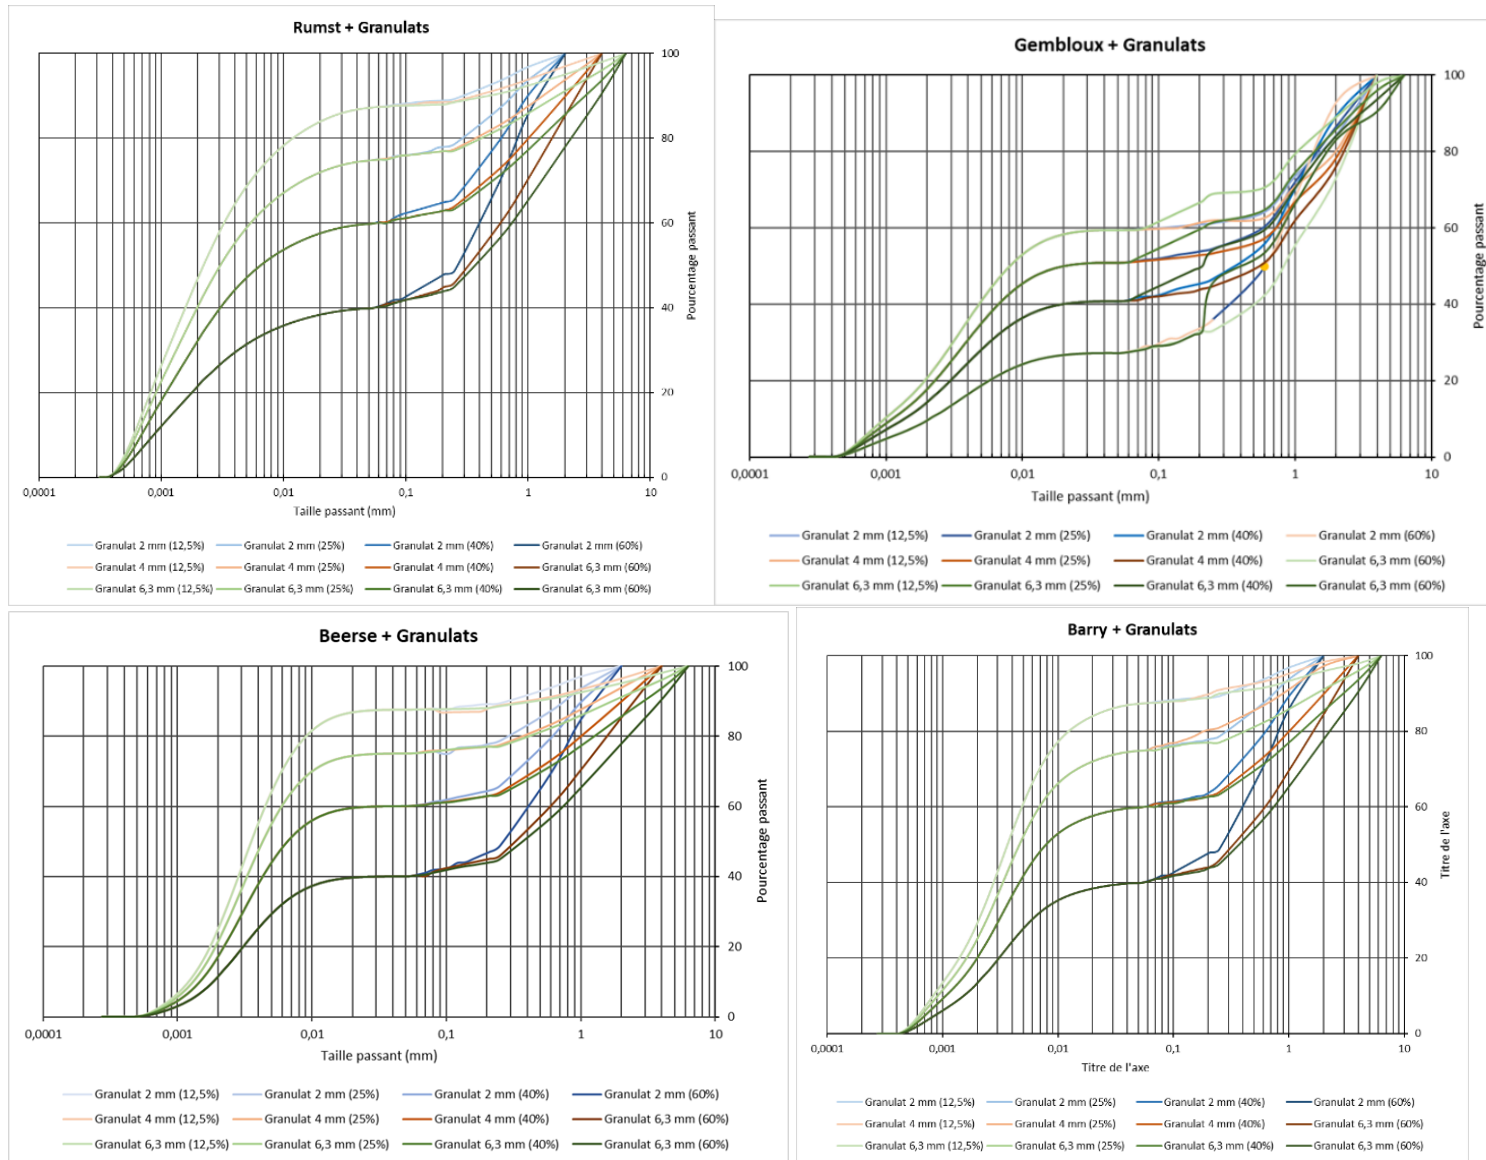 Rumst + Granulats
100
80
60
40
20
0
Pourcentage passant
0,0001 0,001 0,01 0,1 1 10
Taille passant (mm)
Granulat 2 mm (12,5%) Granulat 2 mm (25%) Granulat 2 mm (40%) Granulat 2 mm (60%)
Granulat 4 mm (12,5%) Granulat 4 mm (25%) Granulat 4 mm (40%) Granulat 6,3 mm (60%)
Granulat 6,3 mm (12,5%) Granulat 6,3 mm (25%) Granulat 6,3 mm (40%) Granulat 6,3 mm (60%)
Gembloux + Granulats
100
80
60
40
20
0
Pourcentage passant
0,0001 0,001 0,01 0,1 1 10
Taille passant (mm)
Granulat 2 mm (12,5%) Granulat 2 mm (25%) Granulat 2 mm (40%) Granulat 2 mm (60%)
Granulat 4 mm (12,5%) Granulat 4 mm (25%) Granulat 4 mm (40%) Granulat 6,3 mm (60%)
Granulat 6,3 mm (12,5%) Granulat 6,3 mm (25%) Granulat 6,3 mm (40%) Granulat 6,3 mm (60%)
Beerse + Granulats
100
80
60
40
20
0
Pourcentage passant
0,0001 0,001 0,01 0,1 1 10
Taille passant (mm)
Granulat 2 mm (12,5%) Granulat 2 mm (25%) Granulat 2 mm (40%) Granulat 2 mm (60%)
Granulat 4 mm (12,5%) Granulat 4 mm (25%) Granulat 4 mm (40%) Granulat 6,3 mm (60%)
Granulat 6,3 mm (12,5%) Granulat 6,3 mm (25%) Granulat 6,3 mm (40%) Granulat 6,3 mm (60%)
Barry + Granulats
100
80
60
40
20
0
Titre de l'axe
0,0001 0,001 0,01 0,1 1 10
Titre de l'axe
Granulat 2 mm (12,5%) Granulat 2 mm (25%) Granulat 2 mm (40%) Granulat 2 mm (60%)
Granulat 4 mm (12,5%) Granulat 4 mm (25%) Granulat 4 mm (40%) Granulat 6,3 mm (60%)
Granulat 6,3 mm (12,5%) Granulat 6,3 mm (25%) Granulat 6,3 mm (40%) Granulat 6,3 mm (60%)